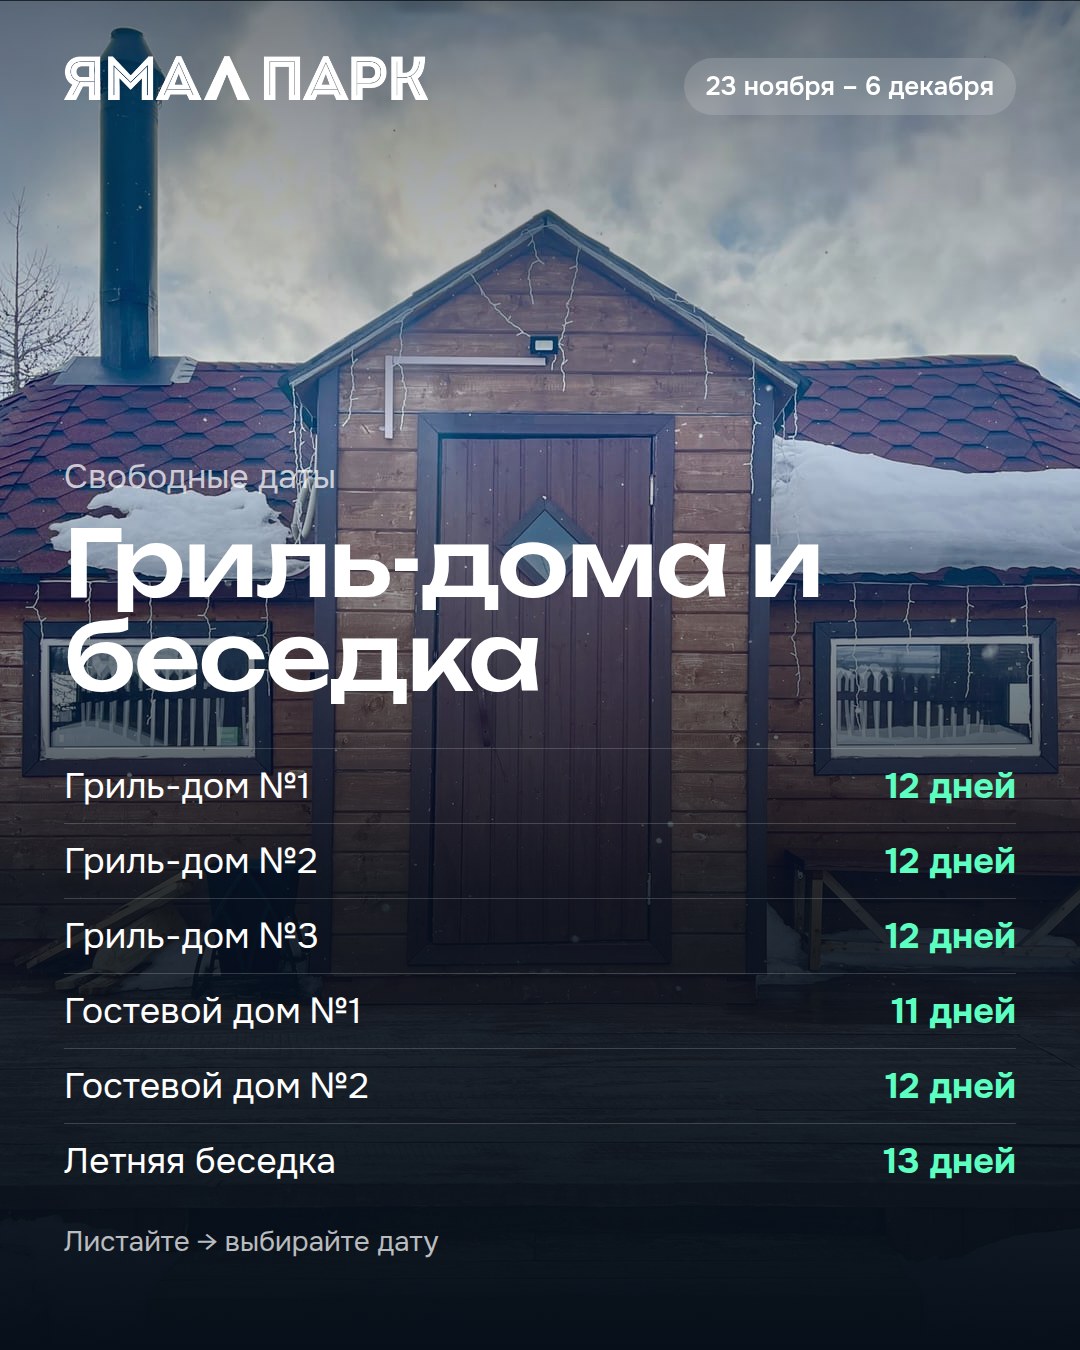 ЯМАЛ ПАРК
23 ноября – 6 декабря
Свободные даты
Гриль-дома и
беседка
Гриль-дом №1 12 дней
Гриль-дом №2 12 дней
Гриль-дом №3 12 дней
Гостевой дом №1 11 дней
Гостевой дом №2 12 дней
Летняя беседка 13 дней
Листайте → выбирайте дату